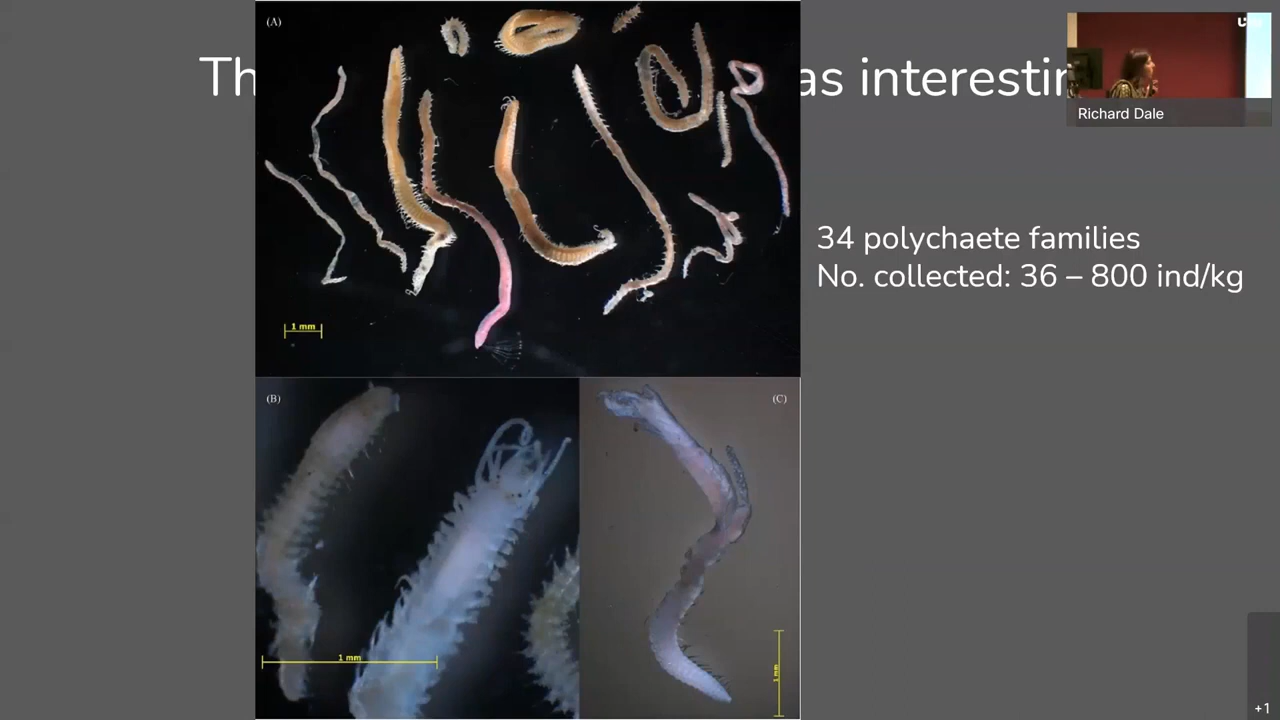 (A)
Th as interestin
Richard Dale
34 polychaete families
No. collected: 36 – 800 ind/kg
1 mm
(B)
(C)
1 mm
1 mm
+1